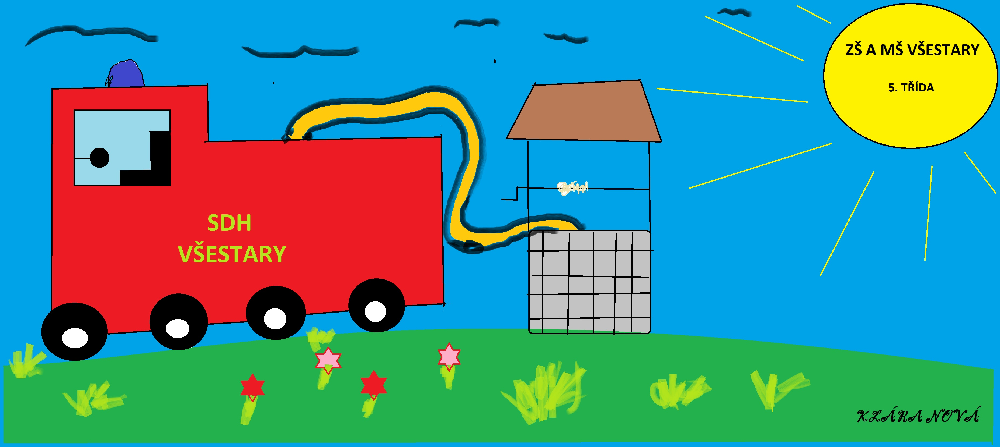 ZŠ A MŠ VŠESTARY
5. TŘÍDA
SDH
VŠESTARY
KLÁRA NOVÁ